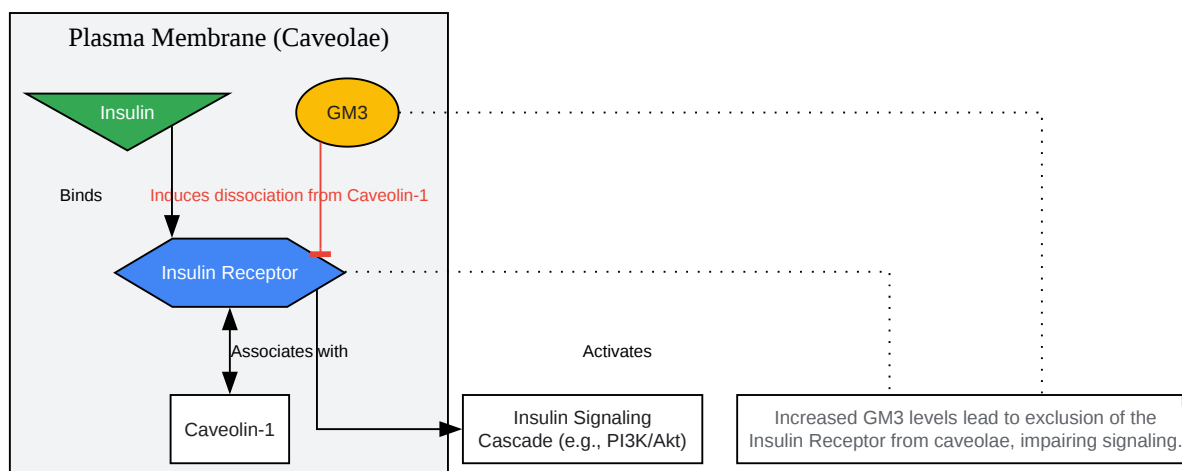 Plasma Membrane (Caveolae)
Insulin
GM3
Binds
Induces dissociation from Caveolin-1
Insulin Receptor
Associates with
Activates
Caveolin-1
Insulin Signaling
Cascade (e.g., PI3K/Akt)
Increased GM3 levels lead to exclusion of the
Insulin Receptor from caveolae, impairing signaling.